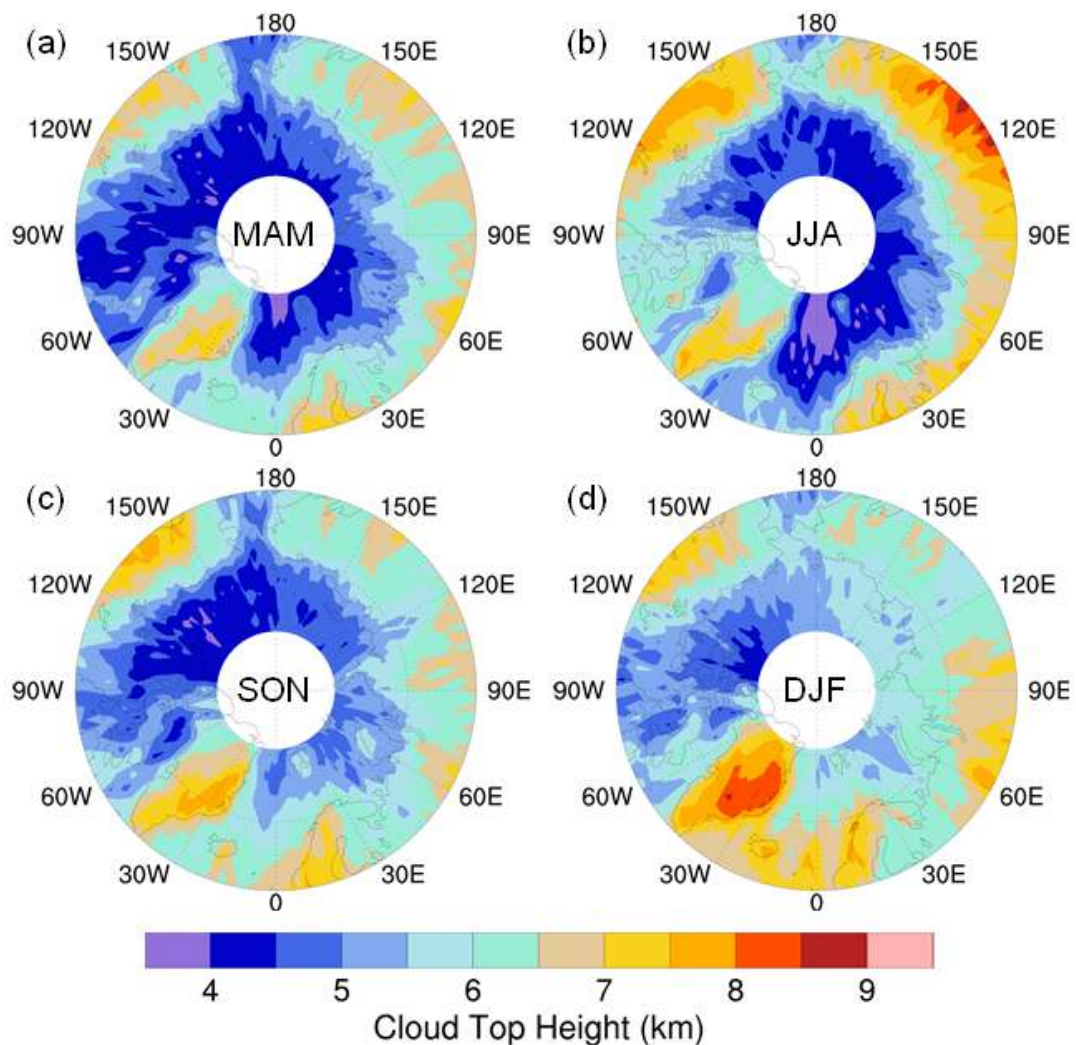 (a) 180 (b) 180
150W 150E 150W 150E
120W 120E 120W 120E
90W MAM 90E 90W JJA 90E
60W 60E 60W 60E
30W 30E 30W 30E
0 0
(c) 180 (d) 180
150W 150E 150W 150E
120W 120E 120W 120E
90W SON 90E 90W DJF 90E
60W 60E 60W 60E
30W 30E 30W 30E
0 0
4 5 6 7 8 9
Cloud Top Height (km)